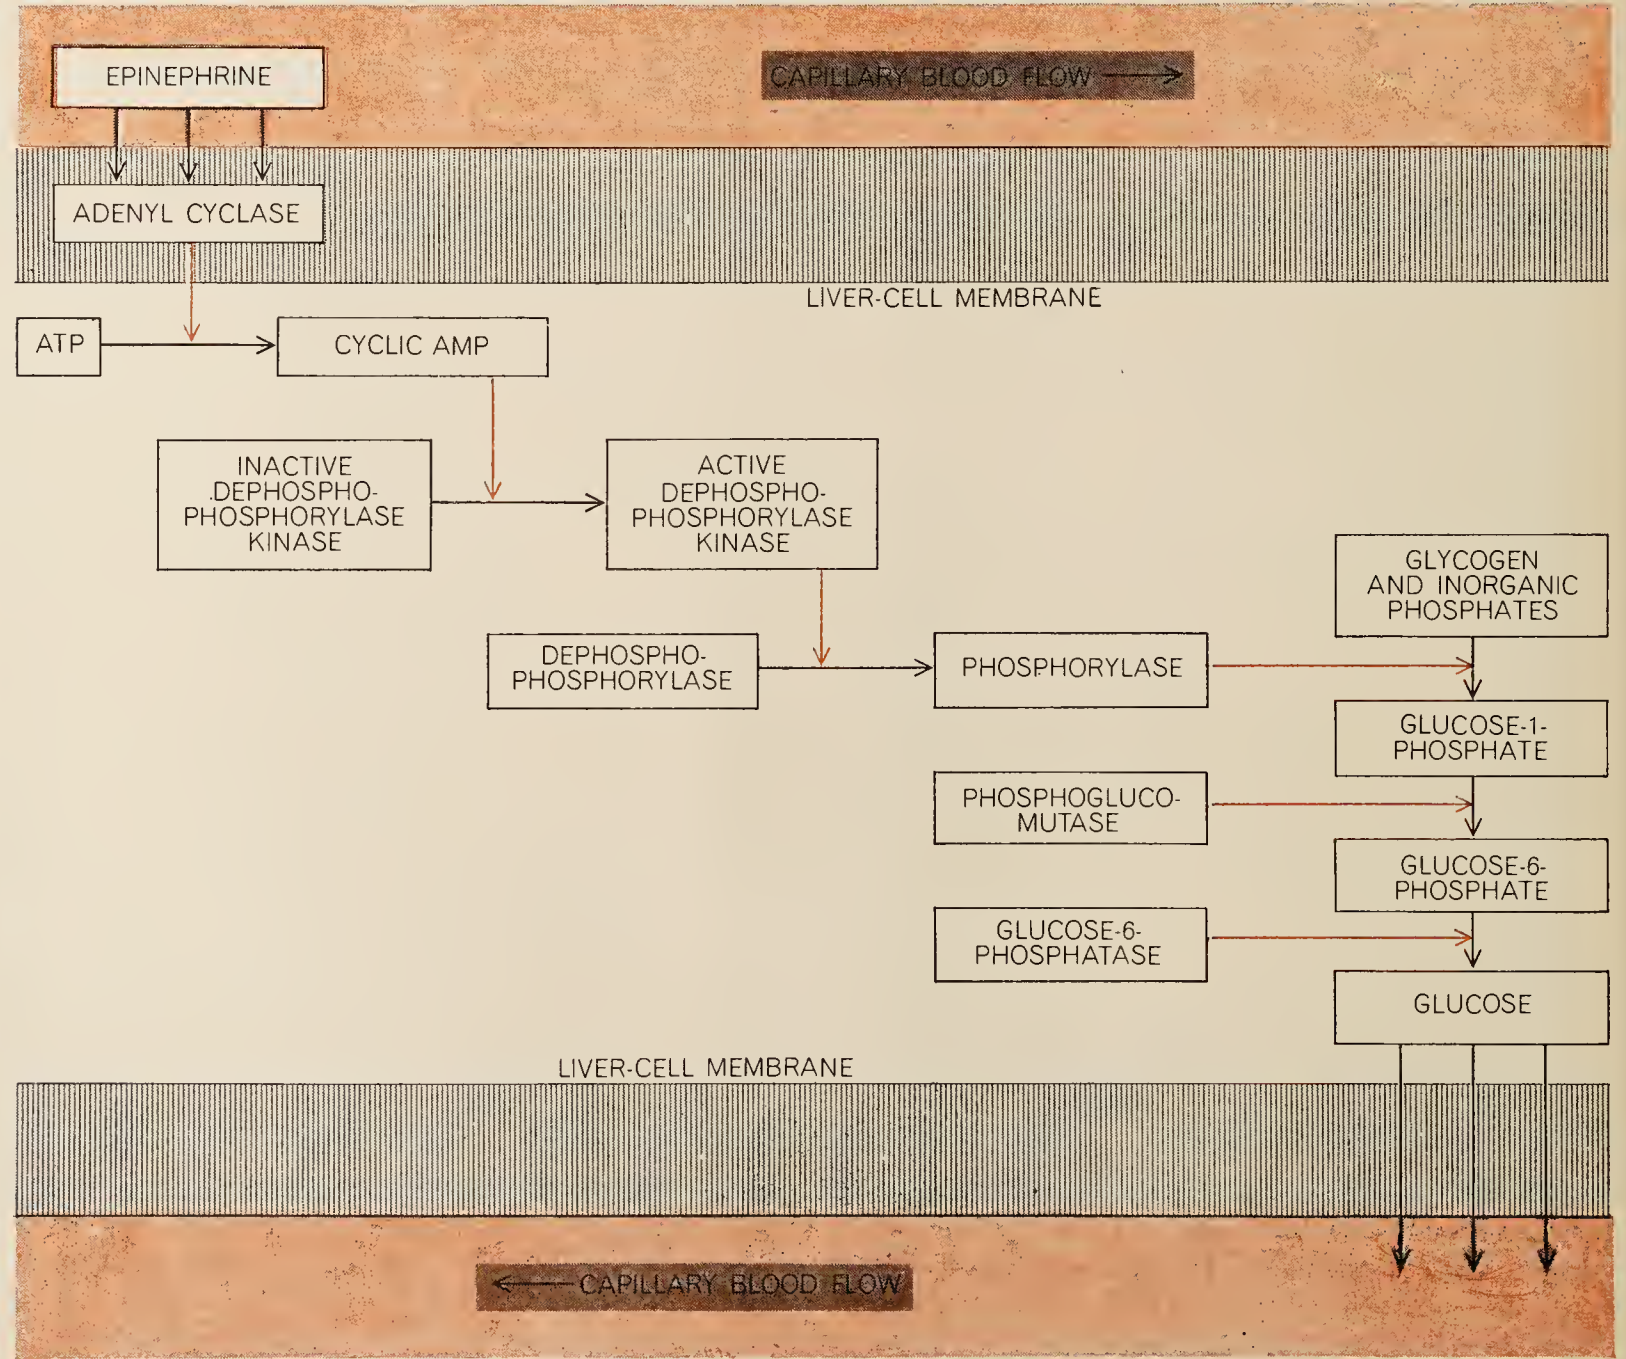 EPINEPHRINE
CAPILLARY BLOOD FLOW
ADENYL CYCLASE
LIVER-CELL MEMBRANE
ATP
CYCLIC AMP
INACTIVE
DEPHOSPHO-
PHOSPHORYLASE
KINASE
ACTIVE
DEPHOSPHO-
PHOSPHORYLASE
KINASE
GLYCOGEN
AND INORGANIC
PHOSPHATES
DEPHOSPHO-
PHOSPHORYLASE
PHOSPHORYLASE
GLUCOSE-1-
PHOSPHATE
PHOSPHOGLUCO-
MUTASE
GLUCOSE-6-
PHOSPHATE
GLUCOSE-6-
PHOSPHATASE
GLUCOSE
LIVER-CELL MEMBRANE
CAPILLARY BLOOD FLOW